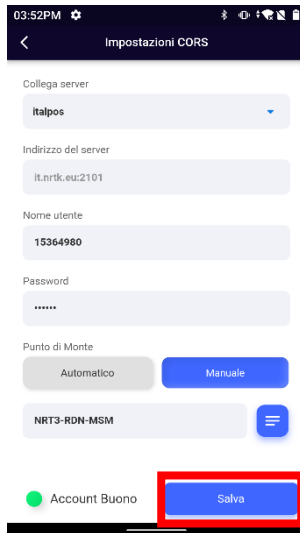 03:52PM
Impostazioni CORS
Collega server
italpos
Indirizzo del server
it.nrtk.eu:2101
Nome utente
15364980
Password
••••••
Punto di Monte
Automatico Manuale
NRT3-RDN-MSM
Account Buono Salva